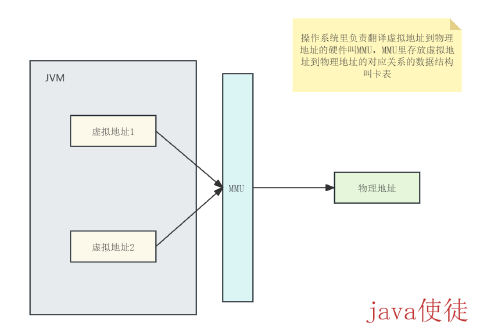 操作系统里负责翻译虚拟地址到物理
地址的硬件叫MMU，MMU里存放虚拟地
址到物理地址的对应关系的数据结构
叫卡表
JVM
虚拟地址1
MMU
物理地址
虚拟地址2
java使徒